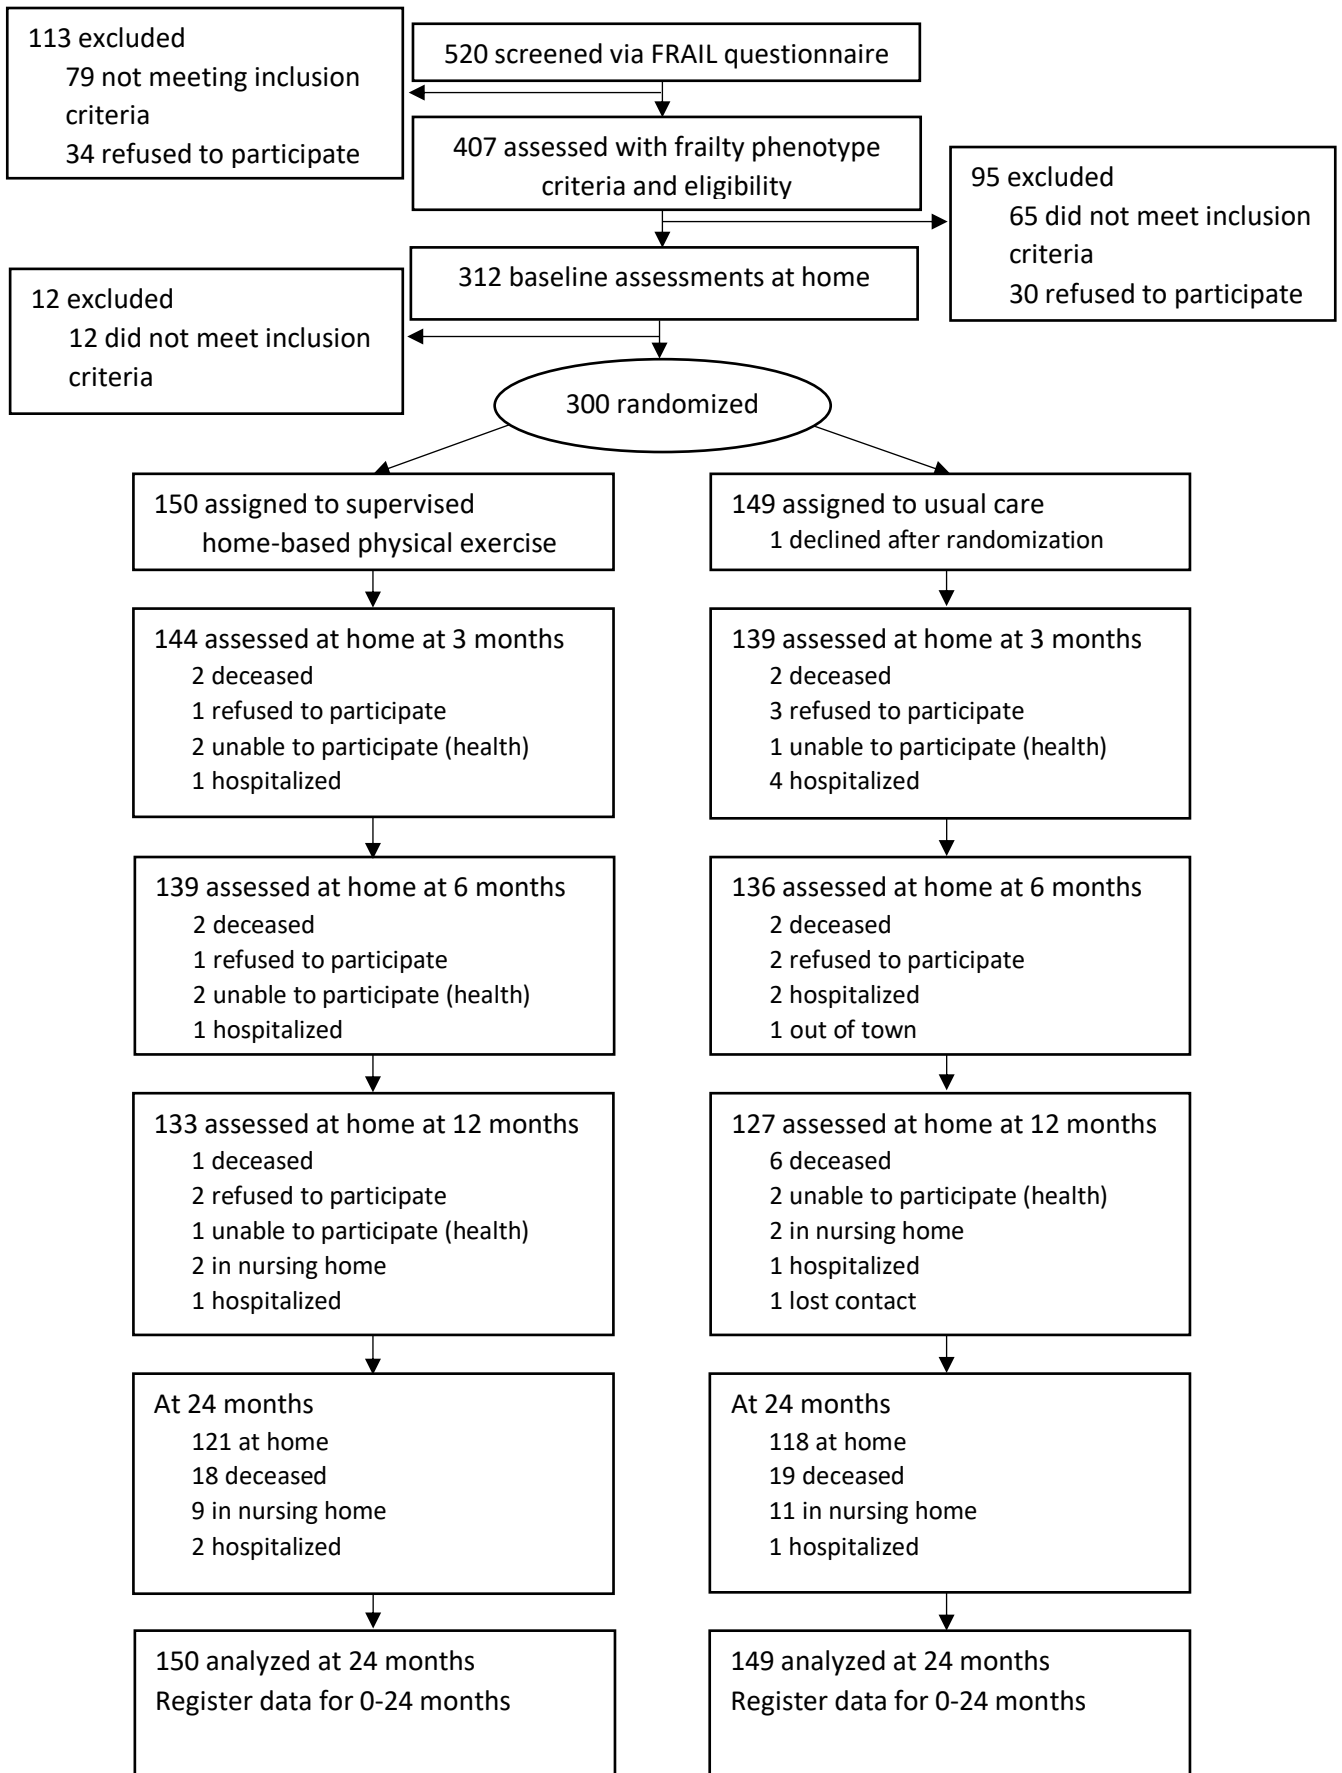 113 excluded
79 not meeting inclusion
criteria
34 refused to participate
520 screened via FRAIL questionnaire
407 assessed with frailty phenotype
criteria and eligibility
95 excluded
65 did not meet inclusion
criteria
30 refused to participate
312 baseline assessments at home
12 excluded
12 did not meet inclusion
criteria
300 randomized
150 assigned to supervised
home-based physical exercise
149 assigned to usual care
1 declined after randomization
144 assessed at home at 3 months
2 deceased
1 refused to participate
2 unable to participate (health)
1 hospitalized
139 assessed at home at 3 months
2 deceased
3 refused to participate
1 unable to participate (health)
4 hospitalized
139 assessed at home at 6 months
2 deceased
1 refused to participate
2 unable to participate (health)
1 hospitalized
136 assessed at home at 6 months
2 deceased
2 refused to participate
2 hospitalized
1 out of town
133 assessed at home at 12 months
1 deceased
2 refused to participate
1 unable to participate (health)
2 in nursing home
1 hospitalized
127 assessed at home at 12 months
6 deceased
2 unable to participate (health)
2 in nursing home
1 hospitalized
1 lost contact
At 24 months
121 at home
18 deceased
9 in nursing home
2 hospitalized
At 24 months
118 at home
19 deceased
11 in nursing home
1 hospitalized
150 analyzed at 24 months
Register data for 0-24 months
149 analyzed at 24 months
Register data for 0-24 months